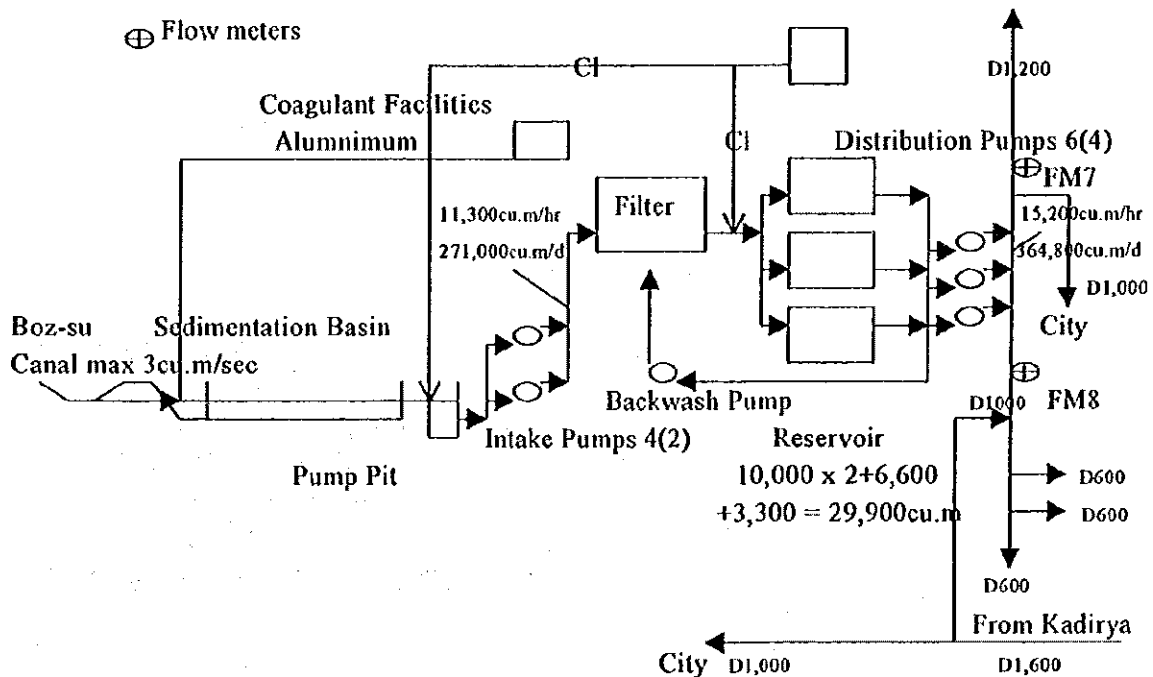 Flow meters
Cl
D1,200
Coagulant Facilities
Alumnimum
Cl
Distribution Pumps 6(4)
FM7
11,300cu.m/hr
Filter
15,200cu.m/hr
271,000cu.m/d
364,800cu.m/d
D1,000
City
Boz-su
Sedimentation Basin
Canal max 3cu.m/sec
Backwash Pump
D1000
FM8
Intake Pumps 4(2)
Reservoir
Pump Pit
10,000 x 2+6,600
D600
+3,300 = 29,900cu.m
D600
D600
From Kadirya
City
D1,000
D1,600